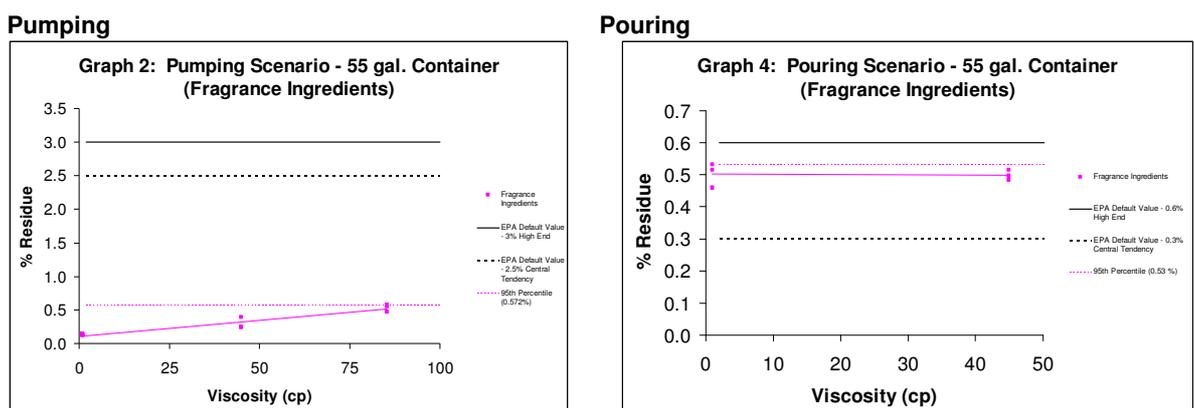 Pumping
Graph 2: Pumping Scenario - 55 gal. Container
(Fragrance Ingredients)
3.5
3.0
2.5
2.0
1.5
1.0
0.5
0.0
% Residue
0 25 50 75 100
Viscosity (cp)
Fragrance
Ingredients
EPA Default Value
- 3% High End
EPA Default Value
- 2.5% Central
Tendency
95th Percentile
(0.572%)
Pouring
Graph 4: Pouring Scenario - 55 gal. Container
(Fragrance Ingredients)
0.7
0.6
0.5
0.4
0.3
0.2
0.1
0.0
% Residue
0 10 20 30 40 50
Viscosity (cp)
Fragrance Ingredients
EPA Default Value - 0.6%
High End
EPA Default Value - 0.3%
Central Tendency
95th Percentile (0.53 %)